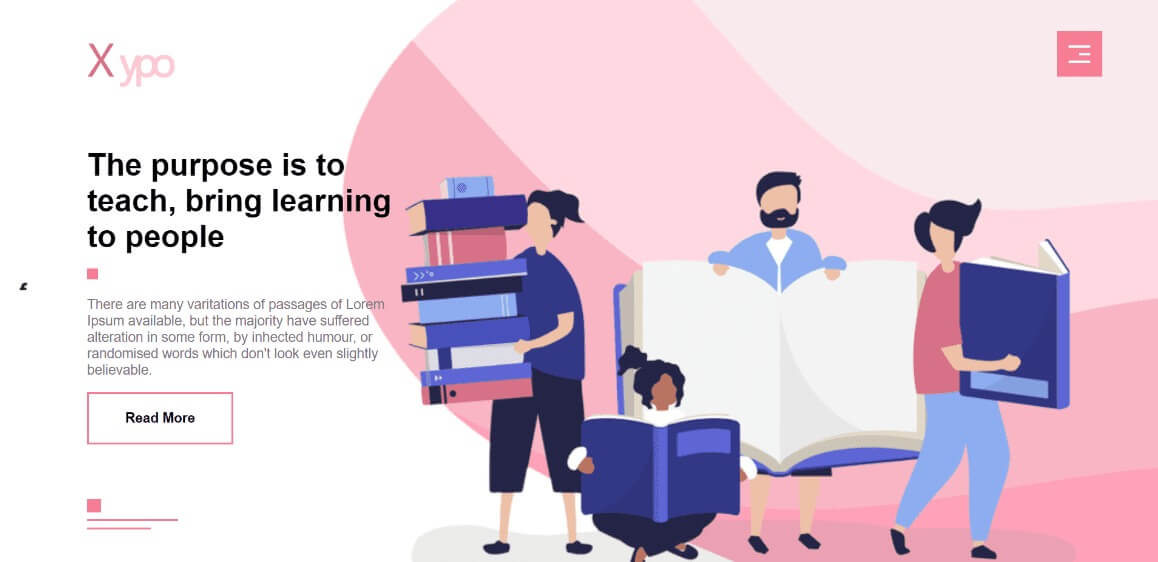 X ypo
The purpose is to
teach, bring learning
to people
There are many varitations of passages of Lorem
Ipsum available, but the majority have suffered
alteration in some form, by inhected humour, or
randomised words which don't look even slightly
believable.
Read More